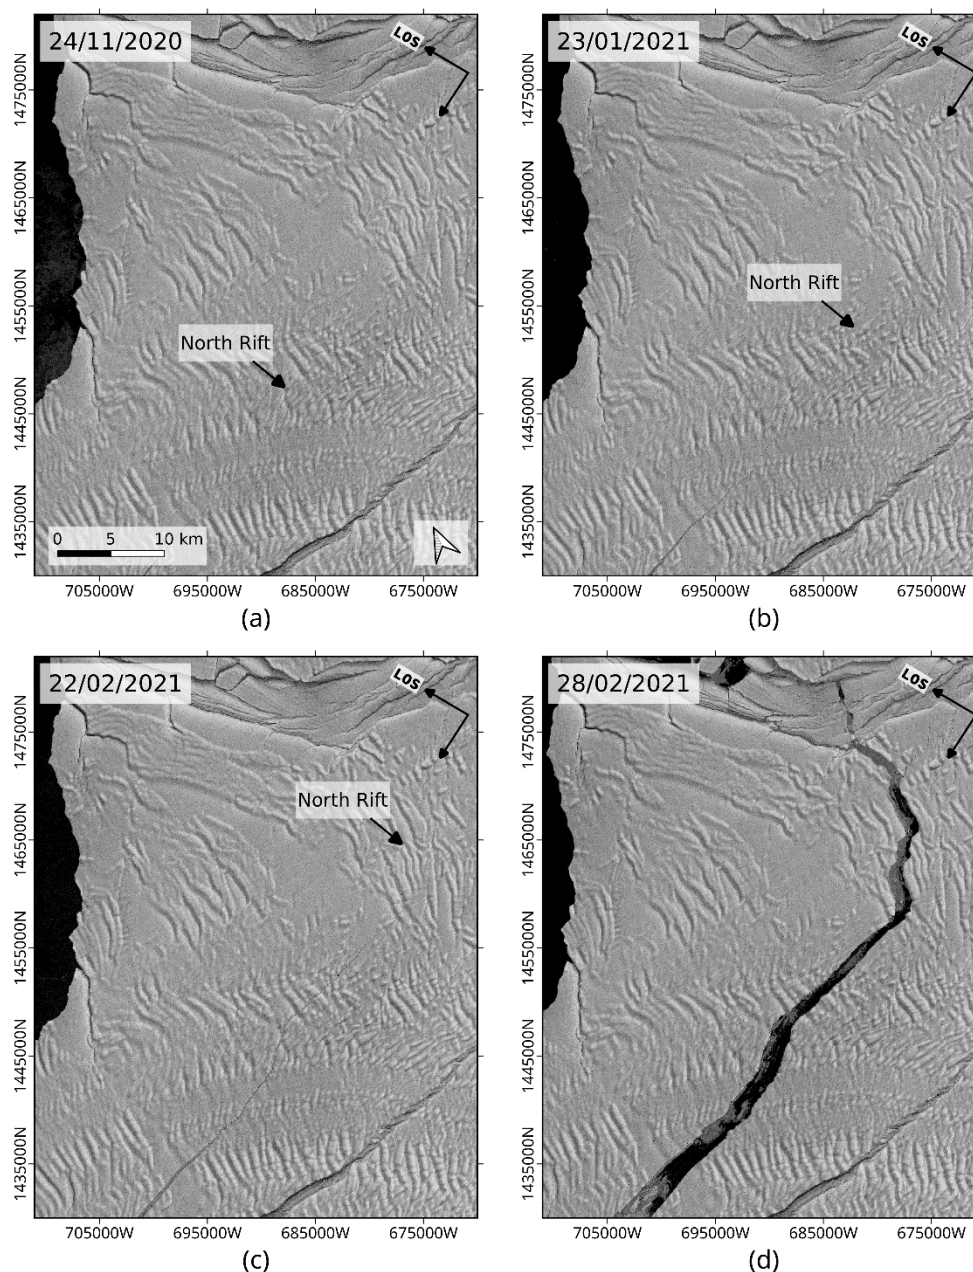 24/11/2020
LOS
North Rift
0 5 10 km
1475000N
1465000N
1455000N
1445000N
1435000N
705000W 695000W 685000W 675000W
(a)
23/01/2021
LOS
North Rift
1475000N
1465000N
1455000N
1445000N
1435000N
705000W 695000W 685000W 675000W
(b)
22/02/2021
LOS
North Rift
1475000N
1465000N
1455000N
1445000N
1435000N
705000W 695000W 685000W 675000W
(c)
28/02/2021
LOS
1475000N
1465000N
1455000N
1445000N
1435000N
705000W 695000W 685000W 675000W
(d)